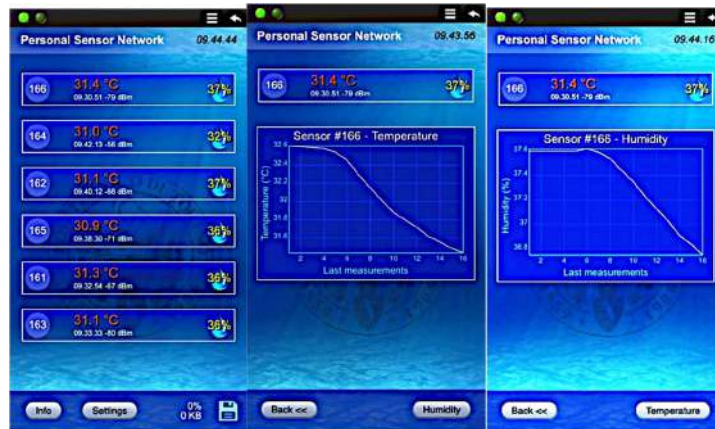 Personal Sensor Network 09.44.44
166 31.4 °C 37%
09.30.51 -79 dBm
164 31.0 °C 32%
09.42.13 -56 dBm
162 31.1 °C 37%
09.40.12 -66 dBm
165 30.9 °C 36%
09.38.30 -71 dBm
161 31.3 °C 36%
09.32.54 -67 dBm
163 31.1 °C 36%
09.33.33 -80 dBm
Info Settings 0%
0 KB
Personal Sensor Network 09.43.56
166 31.4 °C 37%
09.30.51 -79 dBm
Sensor #166 - Temperature
Temperature (°C)
32.6
32.4
32.2
32
31.8
31.6
2 4 6 8 10 12 14 16
Last measurements
Back << Humidity
Personal Sensor Network 09.44.16
166 31.4 °C 37%
09.30.51 -79 dBm
Sensor #166 - Humidity
Humidity (%)
37.6
37.4
37.2
37
36.8
2 4 6 8 10 12 14 16
Last measurements
Back << Temperature